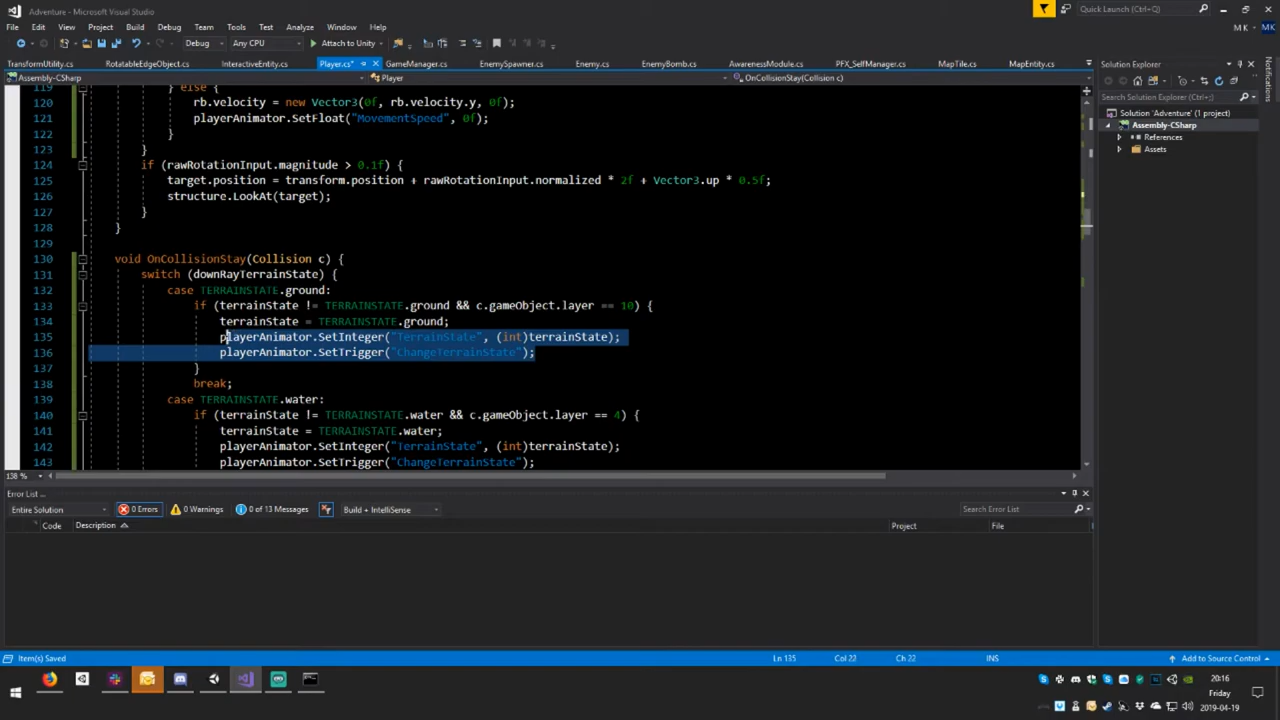 Adventure - Microsoft Visual Studio
Quick Launch (Ctrl+Q)
File Edit View Project Build Debug Team Tools Test Analyze Window Help
M K MK
Debug Any CPU Attach to Unity
TransformUtility.cs RotatableEdgeObject.cs InteractiveEntity.cs Player.cs* GameManager.cs EnemySpawner.cs Enemy.cs EnemyBomb.cs AwarenessModule.cs PFX_SelfManager.cs MapTile.cs MapEntity.cs
Solution Explorer
Notifications
Assembly-CSharp Player OnCollisionStay(Collision c)
Search Solution Explorer (Ctrl+;)
Solution 'Adventure' (1 project)
Assembly-CSharp
References
Assets
119 } else {
120 rb.velocity = new Vector3(0f, rb.velocity.y, 0f);
121 playerAnimator.SetFloat("MovementSpeed", 0f);
122 }
123 }
124 if (rawRotationInput.magnitude > 0.1f) {
125 target.position = transform.position + rawRotationInput.normalized * 2f + Vector3.up * 0.5f;
126 structure.LookAt(target);
127 }
128 }
129
130 void OnCollisionStay(Collision c) {
131 switch (downRayTerrainState) {
132 case TERRAINSTATE.ground:
133 if (terrainState != TERRAINSTATE.ground && c.gameObject.layer == 10) {
134 terrainState = TERRAINSTATE.ground;
135 playerAnimator.SetInteger("TerrainState", (int)terrainState);
136 playerAnimator.SetTrigger("ChangeTerrainState");
137 }
138 break;
139 case TERRAINSTATE.water:
140 if (terrainState != TERRAINSTATE.water && c.gameObject.layer == 4) {
141 terrainState = TERRAINSTATE.water;
142 playerAnimator.SetInteger("TerrainState", (int)terrainState);
143 playerAnimator.SetTrigger("ChangeTerrainState");
138 %
Error List ...
Entire Solution 0 Errors 0 Warnings 0 of 13 Messages Build + IntelliSense Search Error List
Code Description Project File
Item(s) Saved Ln 135 Col 22 Ch 22 INS Add to Source Control
20:16
Friday
2019-04-19